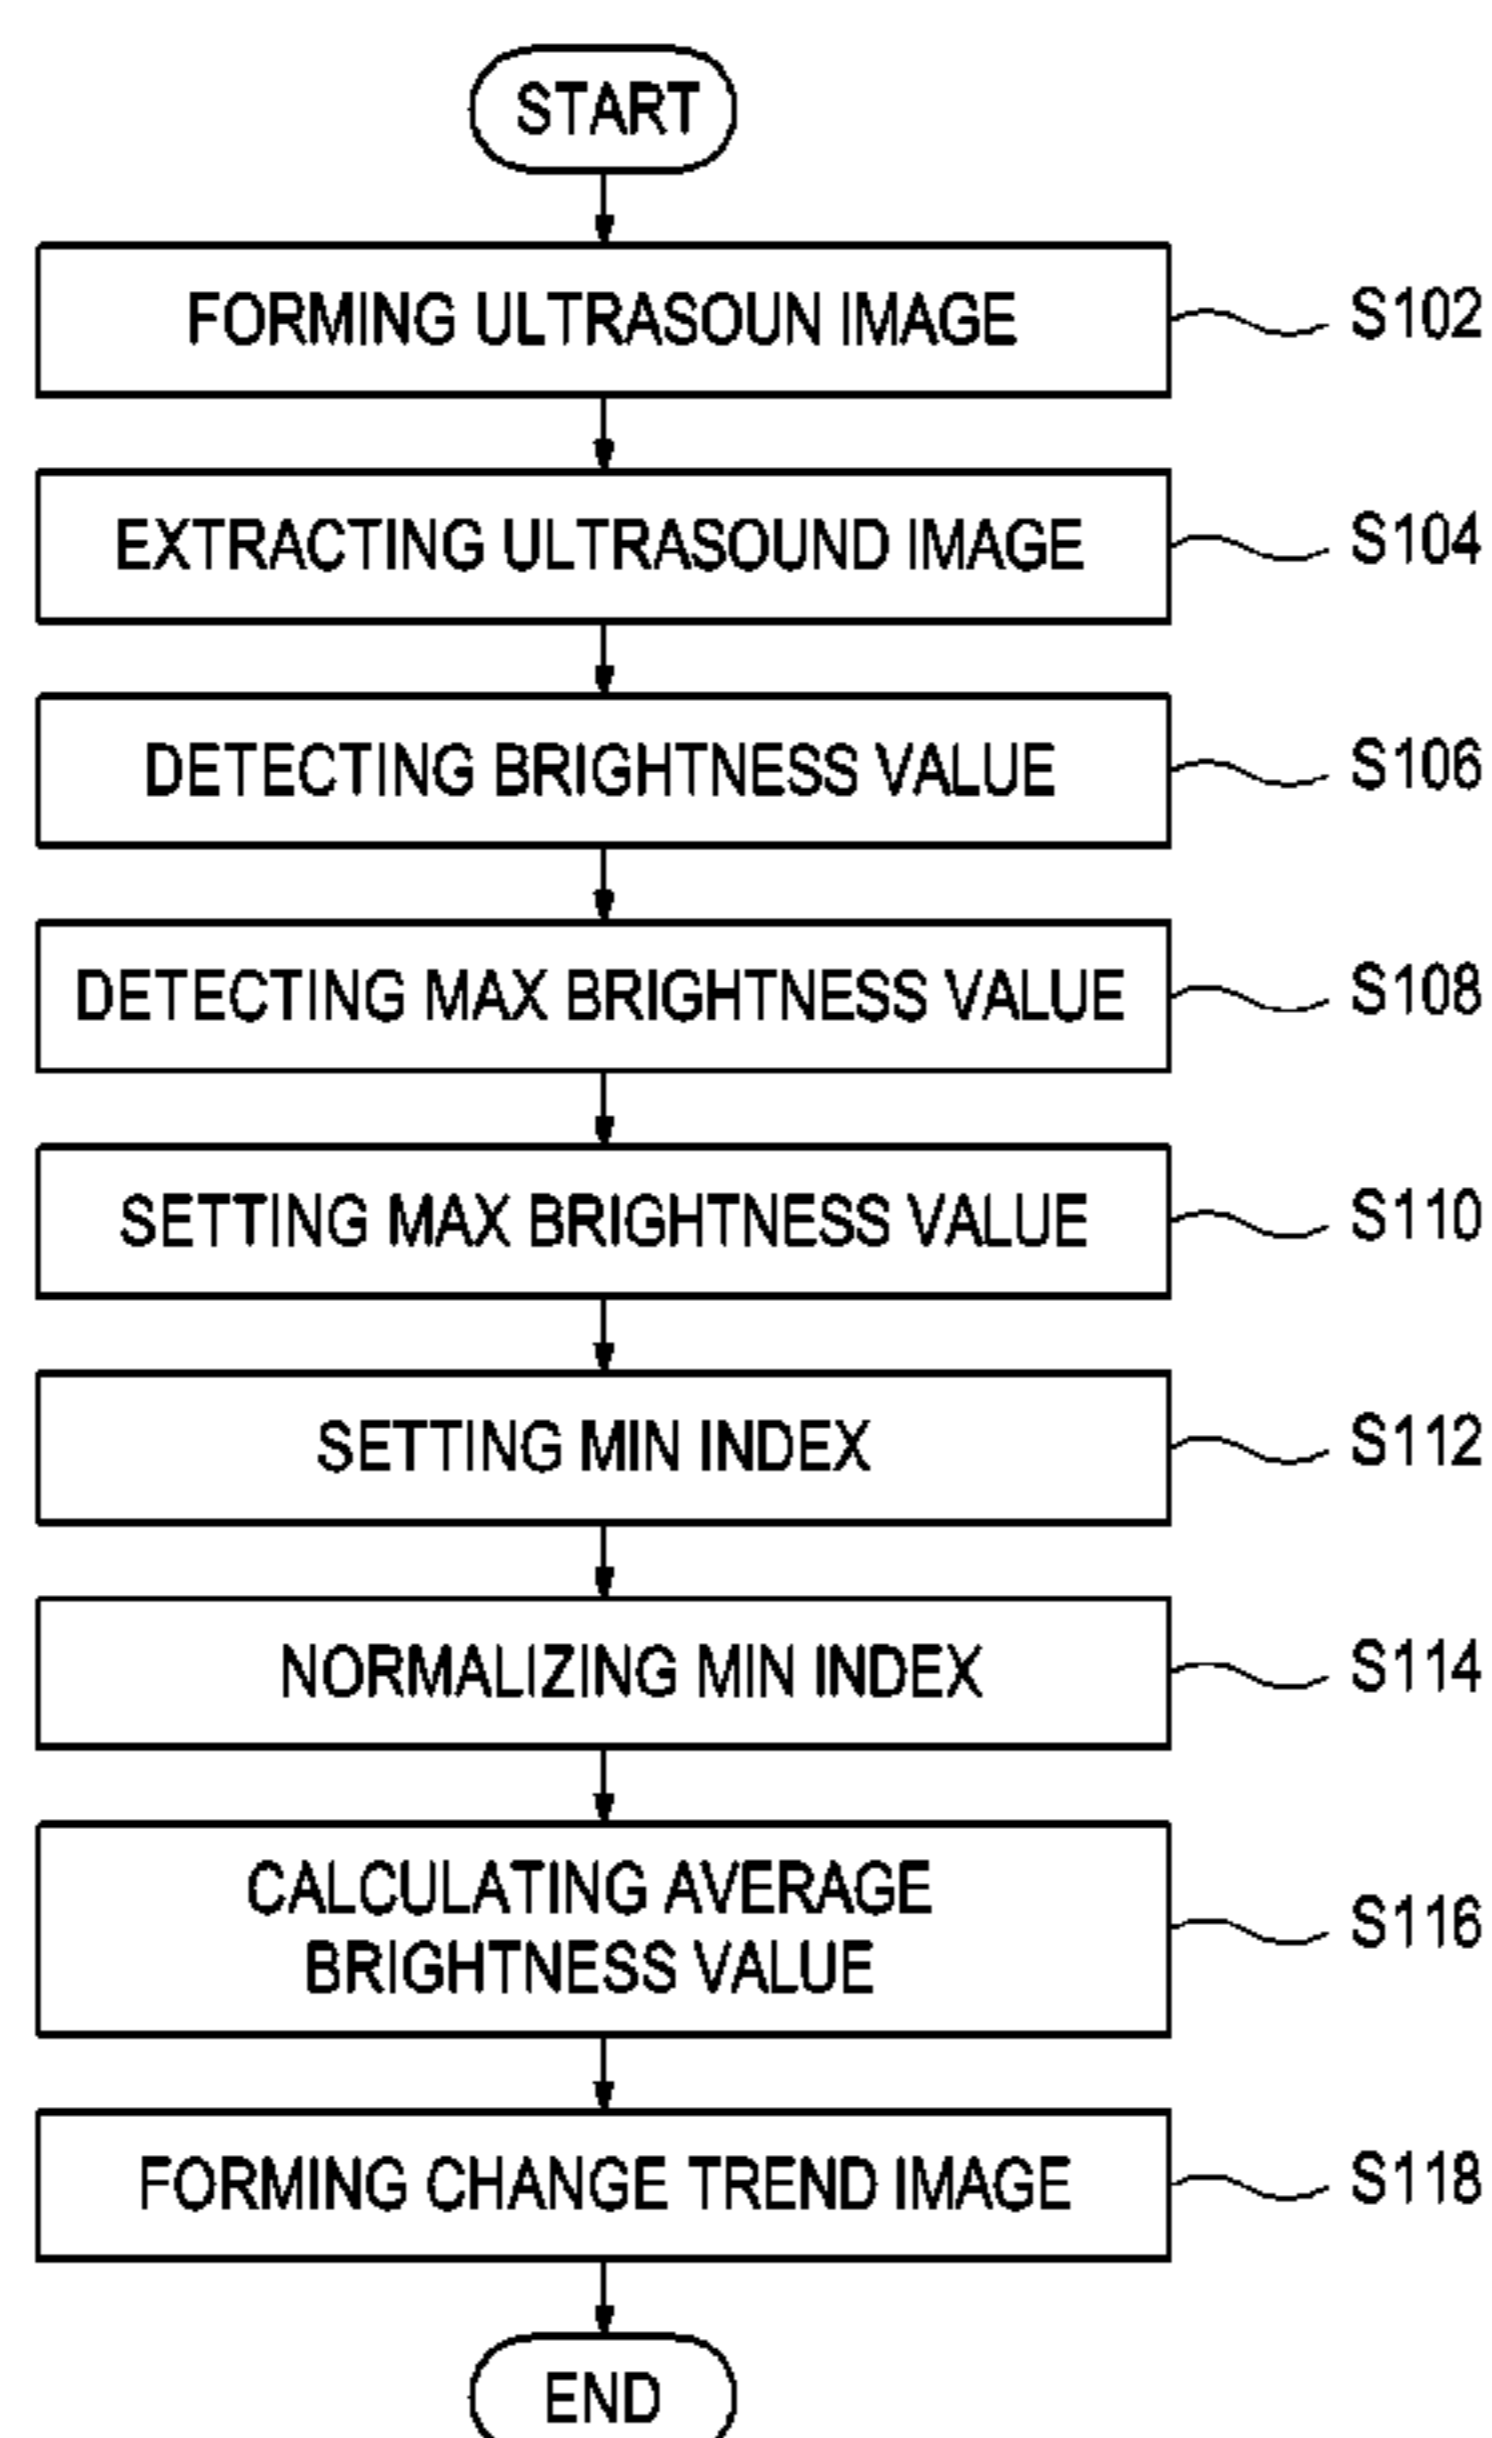 START
FORMING ULTRASOUN IMAGE
S102
EXTRACTING ULTRASOUND IMAGE
S104
DETECTING BRIGHTNESS VALUE
S106
DETECTING MAX BRIGHTNESS VALUE
S108
SETTING MAX BRIGHTNESS VALUE
S110
SETTING MIN INDEX
S112
NORMALIZING MIN INDEX
S114
CALCULATING AVERAGE
BRIGHTNESS VALUE
S116
FORMING CHANGE TREND IMAGE
S118
END